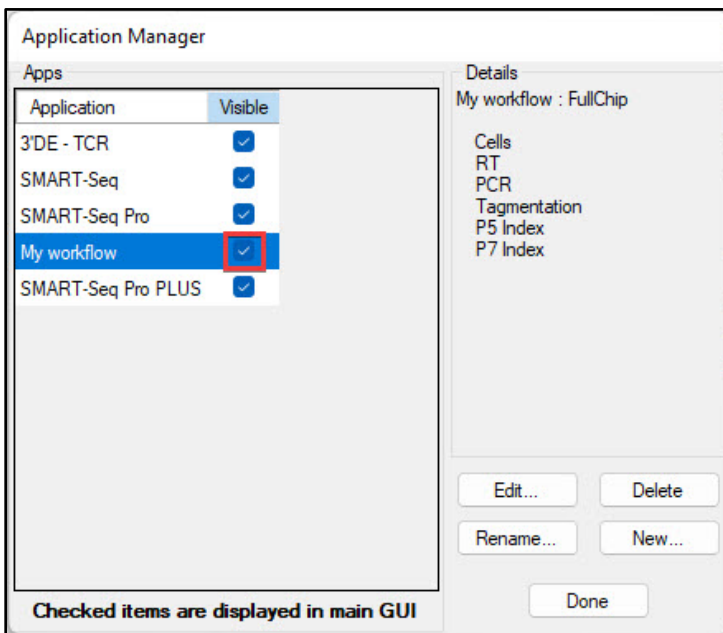 Application Manager
Apps
Application Visible
3'DE - TCR
SMART-Seq
SMART-Seq Pro
My workflow
SMART-Seq Pro PLUS
Checked items are displayed in main GUI
Details
My workflow : FullChip
Cells
RT
PCR
Tagmentation
P5 Index
P7 Index
Edit... Delete
Rename... New...
Done